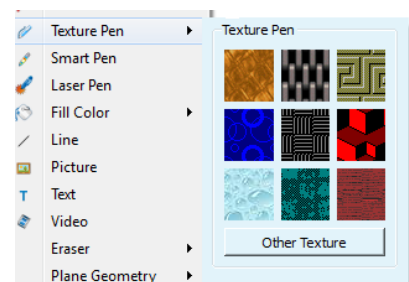 Texture Pen
Smart Pen
Laser Pen
Fill Color
Line
Picture
Text
Video
Eraser
Plane Geometry
Texture Pen
Other Texture